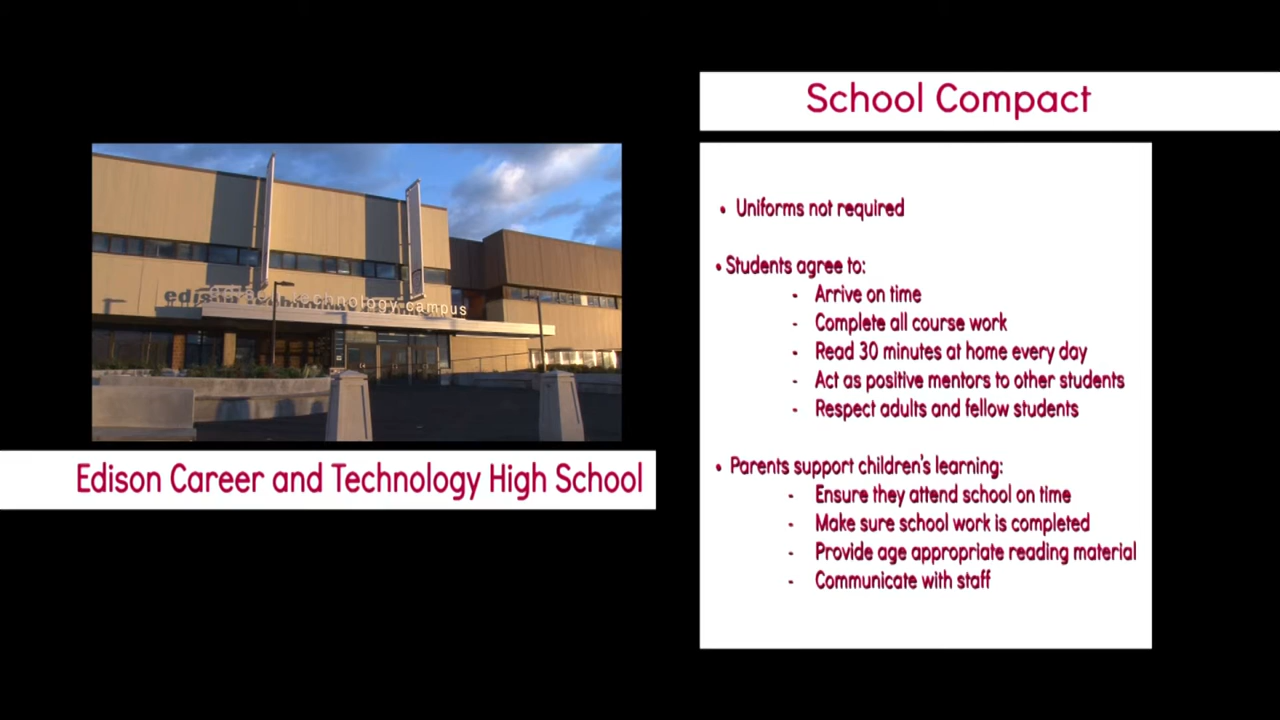 School Compact
edison technology campus
Edison Career and Technology High School
• Uniforms not required
• Students agree to:
- Arrive on time
- Complete all course work
- Read 30 minutes at home every day
- Act as positive mentors to other students
- Respect adults and fellow students
• Parents support children's learning:
- Ensure they attend school on time
- Make sure school work is completed
- Provide age appropriate reading material
- Communicate with staff